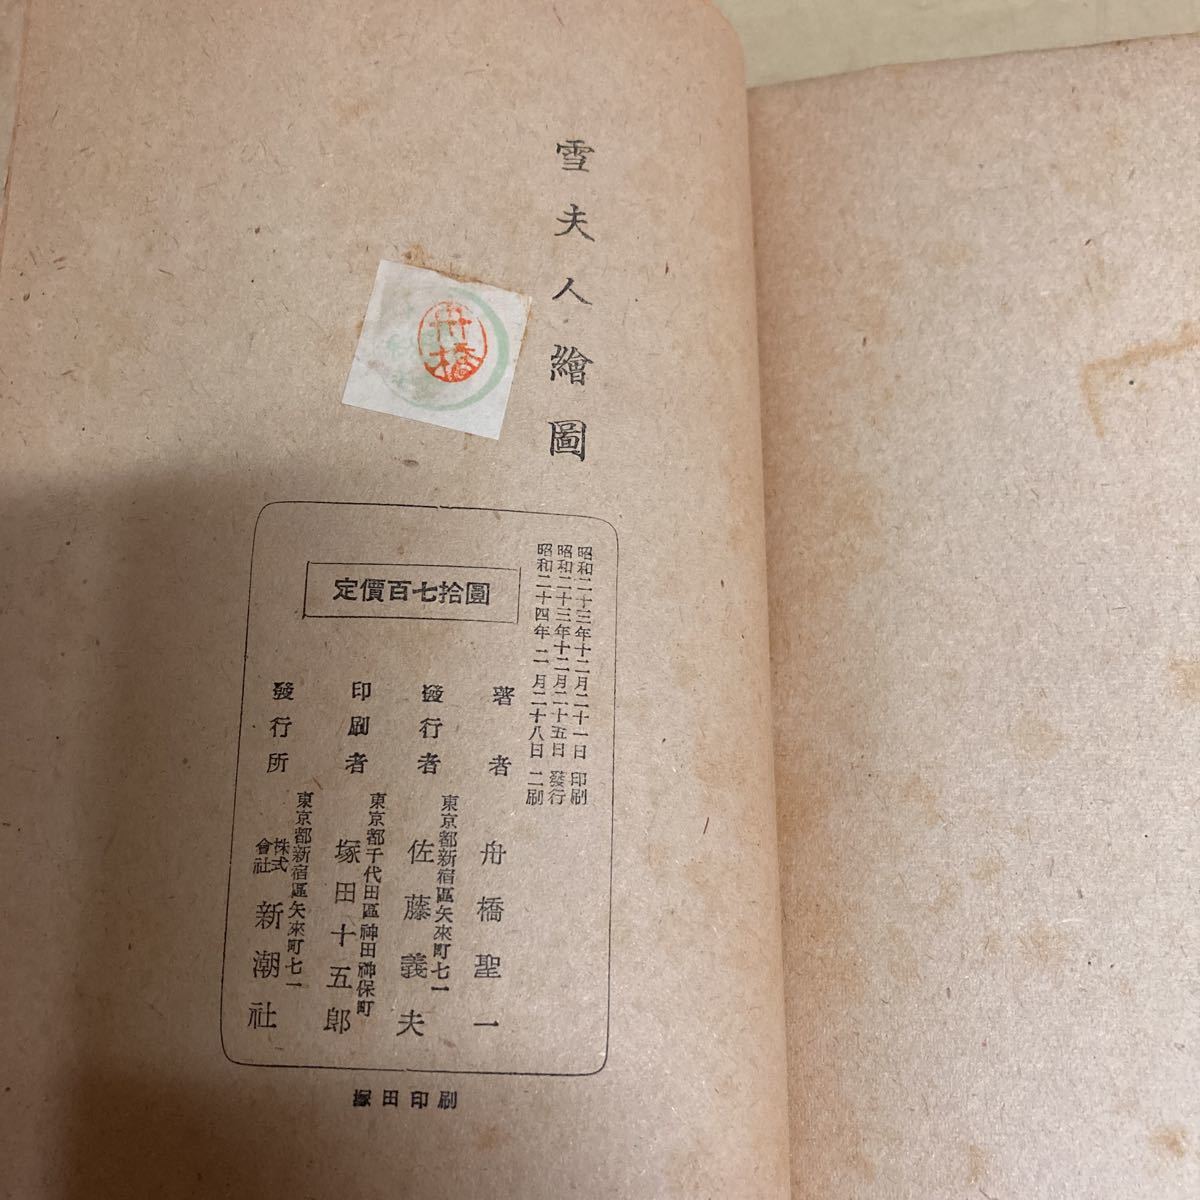 雪夫人繪圖
舟橋
昭和二十三年十二月二十一日 印刷
昭和二十三年十二月二十五日 發行
昭和二十四年 二月二十八日 二刷
定價百七拾圓
著者 舟橋聖一
東京都新宿區矢來町七一
發行者 佐藤義夫
東京都千代田區神田神保町
印刷者 塚田十五郎
東京都新宿區矢來町七一
發行所 株式會社 新潮社
塚田印刷